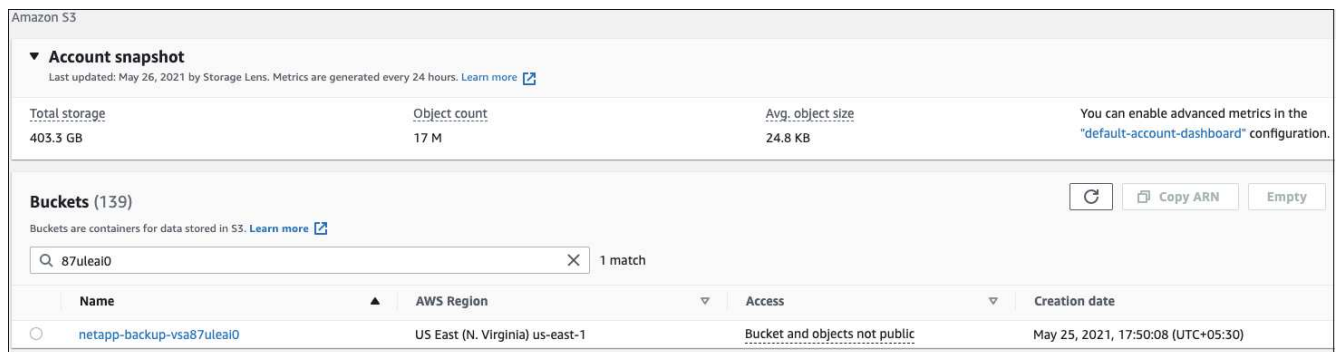 Amazon S3
▼ Account snapshot
Last updated: May 26, 2021 by Storage Lens. Metrics are generated every 24 hours. Learn more
Total storage
403.3 GB
Object count
17 M
Avg. object size
24.8 KB
You can enable advanced metrics in the
"default-account-dashboard" configuration.
Buckets (139)
Copy ARN
Empty
Buckets are containers for data stored in S3. Learn more
87uleai0
1 match
Name
AWS Region
Access
Creation date
netapp-backup-vsa87uleai0
US East (N. Virginia) us-east-1
Bucket and objects not public
May 25, 2021, 17:50:08 (UTC+05:30)